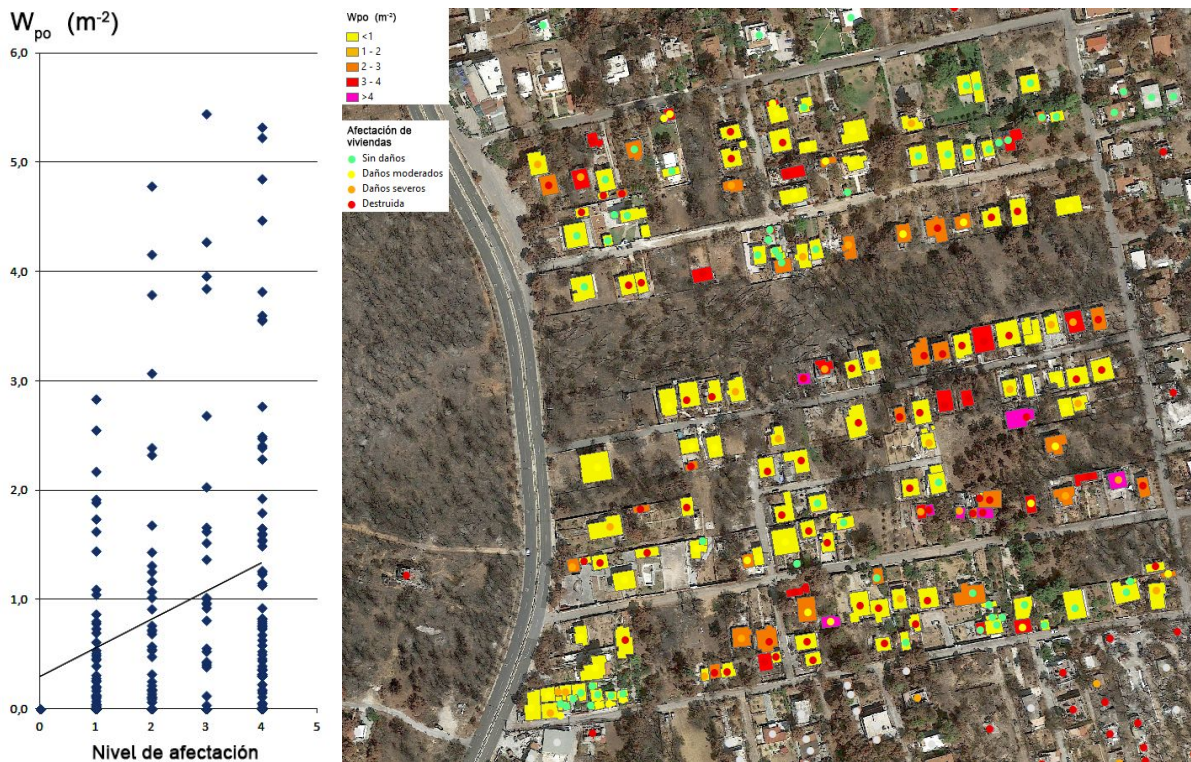 W_po (m⁻²)
6,0
5,0
4,0
3,0
2,0
1,0
0,0
0 1 2 3 4 5
Nivel de afectación
Wpo (m⁻²)
<1
1 - 2
2 - 3
3 - 4
>4
Afectación de
viviendas
Sin daños
Daños moderados
Daños severos
Destruida